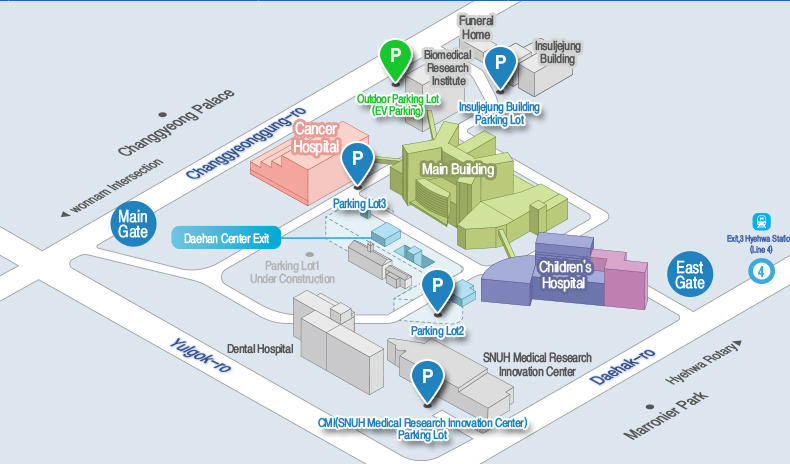 Funeral
Home
P
Biomedical
Research
Institute
P
Insuljejung
Building
Outdoor Parking Lot
(EV Parking)
Insuljejung Building
Parking Lot
Changgyeong Palace
Changgyeonggung-ro
Cancer
Hospital
P
Main Building
wonnam Intersection
Parking Lot3
Main
Gate
Daehan Center Exit
Exit,3 Hyehwa Statio
(Line 4)
4
Parking Lot1
Under Construction
Children's
Hospital
East
Gate
P
Parking Lot2
Yulgok-ro
Dental Hospital
SNUH Medical Research
Innovation Center
Daehak-ro
Hyehwa Rotary
P
Marronier Park
CMI(SNUH Medical Research Innovation Center)
Parking Lot